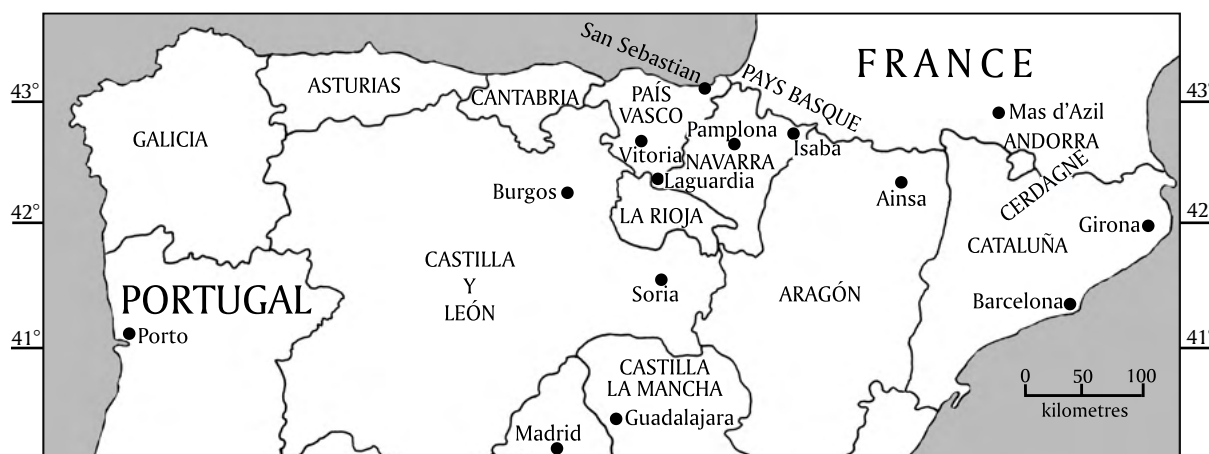 San Sebastian
FRANCE
PAYS BASQUE
ASTURIAS
CANTABRIA
PAÍS
VASCO
43°
43°
Mas d'Azil
GALICIA
Pamplona
ANDORRA
Vitoria
Isaba
NAVARRA
Laguardia
CERDAGNE
Burgos
Ainsa
LA RIOJA
42°
42°
Girona
CATALUÑA
CASTILLA
Y
LEÓN
PORTUGAL
Soria
ARAGÓN
Barcelona
Porto
41°
41°
CASTILLA
LA MANCHA
0 50 100
kilometres
Guadalajara
Madrid